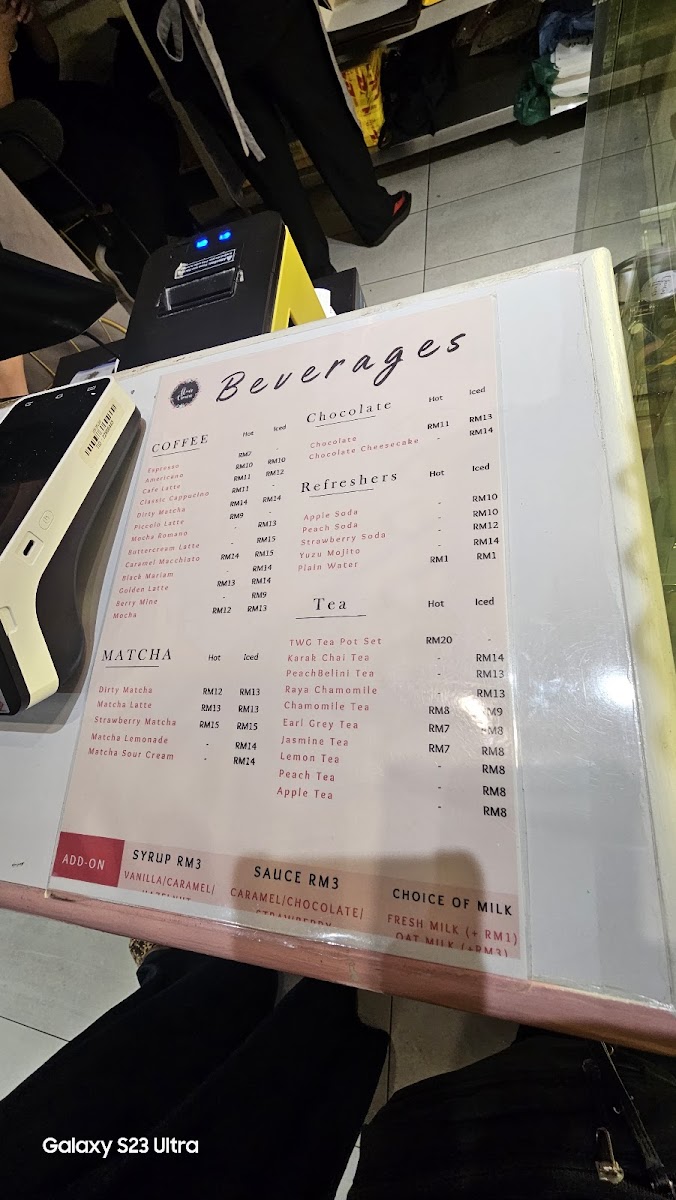 Beverages
COFFEE Hot Iced
Espresso RM7 -
Americano RM10 RM10
Cafe Latte RM11 RM12
Classic Cappucino RM11 -
Dirty Matcha RM14 RM14
Piccolo Latte RM9 -
Mocha Romano - RM13
Buttercream Latte - RM15
Caramel Macchiato RM14 RM15
Black Mariam - RM14
Golden Latte RM13 RM14
Berry Mine - RM9
Mocha RM12 RM13
MATCHA Hot Iced
Dirty Matcha RM12 RM13
Matcha Latte RM13 RM13
Strawberry Matcha RM15 RM15
Matcha Lemonade - RM14
Matcha Sour Cream - RM14
Chocolate Hot Iced
Chocolate RM11 RM13
Chocolate Cheesecake - RM14
Refreshers Hot Iced
Apple Soda - RM10
Peach Soda - RM10
Strawberry Soda - RM12
Yuzu Mojito - RM14
Plain Water RM1 RM1
Tea Hot Iced
TWG Tea Pot Set RM20 -
Karak Chai Tea - RM14
PeachBelini Tea - RM13
Raya Chamomile - RM13
Chamomile Tea RM8 RM9
Earl Grey Tea RM7 RM8
Jasmine Tea RM7 RM8
Lemon Tea - RM8
Peach Tea - RM8
Apple Tea - RM8
ADD-ON
SYRUP RM3
VANILLA/CARAMEL/
HAZELNUT
SAUCE RM3
CARAMEL/CHOCOLATE/
STRAWBERRY
CHOICE OF MILK
FRESH MILK (+ RM1)
OAT MILK (+RM3)
Galaxy S23 Ultra